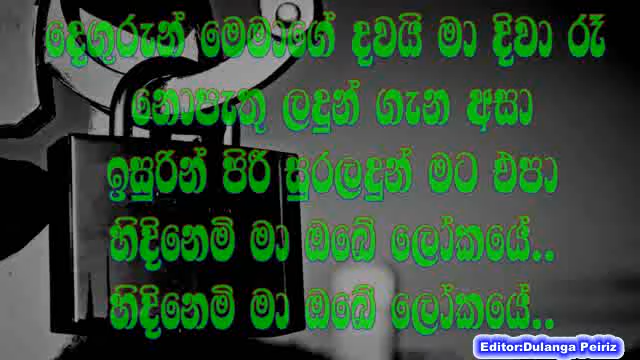 දෙගුරුන් මෙමාගේ දවයි මා දිවා රෑ
නොපැතූ ලඳුන් ගැන අසා
ඉසුරින් පිරී සුරලඳුන් මට එපා
හිඳිනෙමි මා ඔබේ ලෝකයේ..
හිඳිනෙමි මා ඔබේ ලෝකයේ..
Editor:Dulanga Peiriz